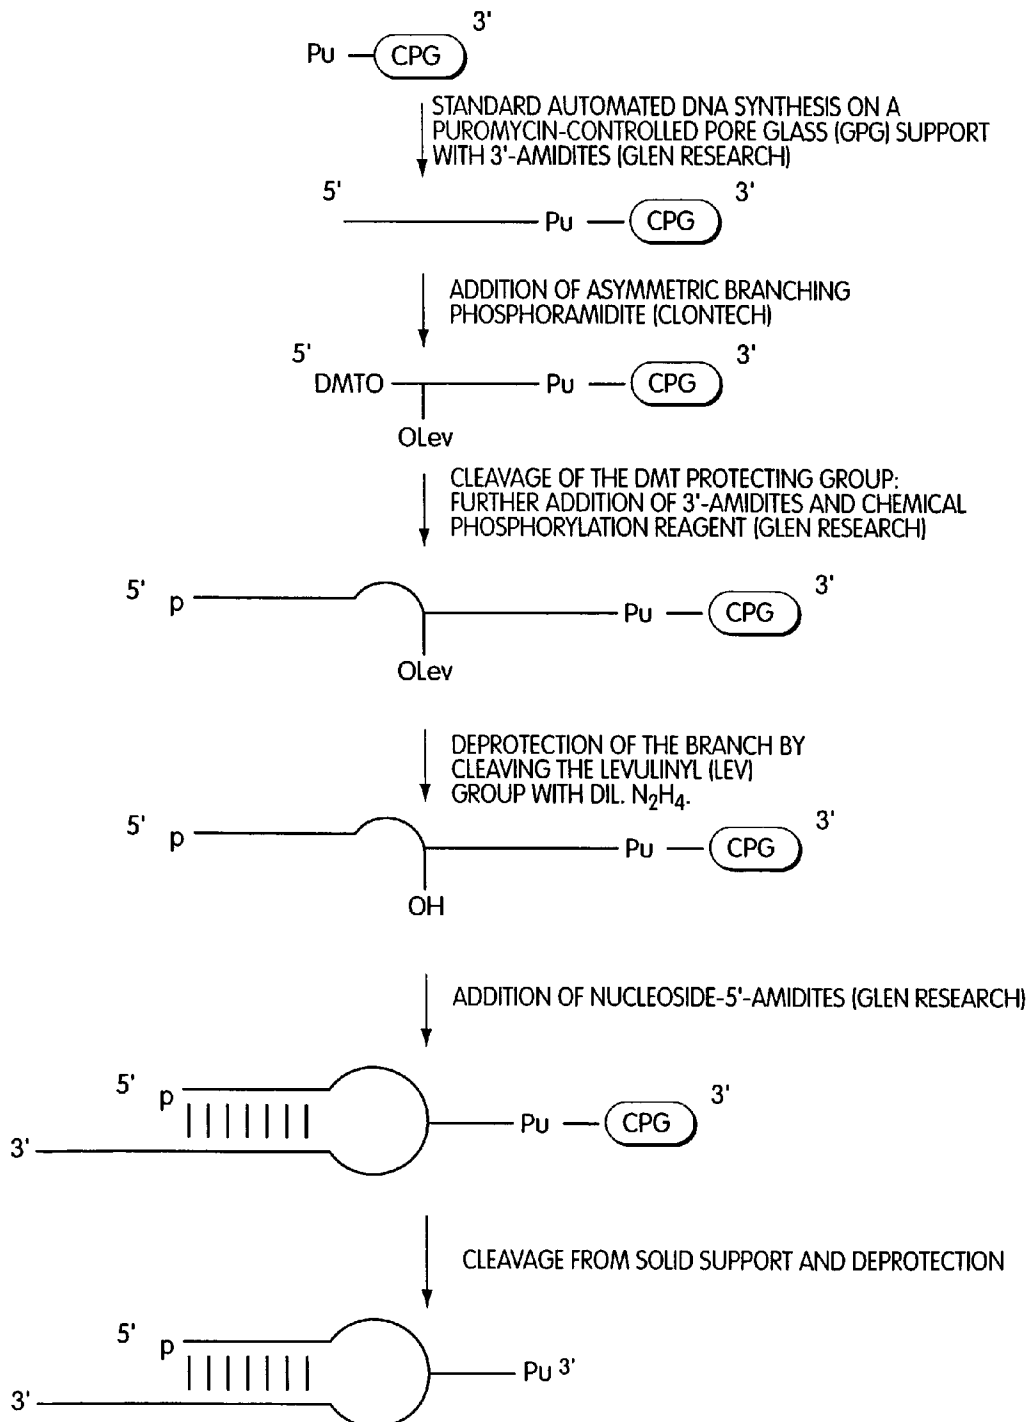 3'
Pu — CPG
STANDARD AUTOMATED DNA SYNTHESIS ON A
PUROMYCIN-CONTROLLED PORE GLASS (GPG) SUPPORT
WITH 3'-AMIDITES (GLEN RESEARCH)
5' 3'
Pu — CPG
ADDITION OF ASYMMETRIC BRANCHING
PHOSPHORAMIDITE (CLONTECH)
5' 3'
DMTO Pu — CPG
OLev
CLEAVAGE OF THE DMT PROTECTING GROUP:
FURTHER ADDITION OF 3'-AMIDITES AND CHEMICAL
PHOSPHORYLATION REAGENT (GLEN RESEARCH)
5' p 3'
Pu — CPG
OLev
DEPROTECTION OF THE BRANCH BY
CLEAVING THE LEVULINYL (LEV)
GROUP WITH DIL. N₂H₄.
5' p 3'
Pu — CPG
OH
ADDITION OF NUCLEOSIDE-5'-AMIDITES (GLEN RESEARCH)
5' p 3'
Pu — CPG
3'
CLEAVAGE FROM SOLID SUPPORT AND DEPROTECTION
5' p
Pu 3'
3'